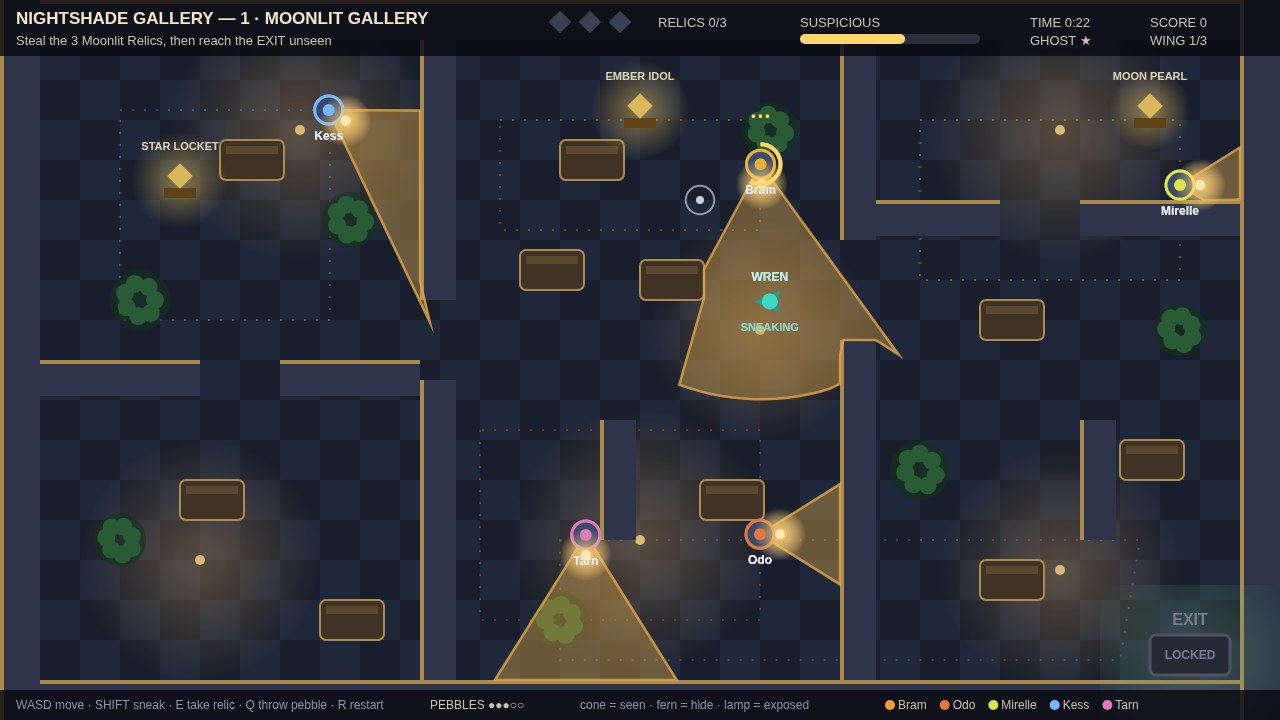 NIGHTSHADE GALLERY — 1 · MOONLIT GALLERY
Steal the 3 Moonlit Relics, then reach the EXIT unseen
RELICS 0/3
SUSPICIOUS
TIME 0:22
SCORE 0
GHOST ★
WING 1/3
EMBER IDOL
MOON PEARL
Kess
STAR LOCKET
Bram
Mirelle
WREN
SNEAKING
Tarn
Odo
EXIT
LOCKED
WASD move · SHIFT sneak · E take relic · Q throw pebble · R restart
PEBBLES ●●●○○
cone = seen · fern = hide · lamp = exposed
Bram
Odo
Mirelle
Kess
Tarn